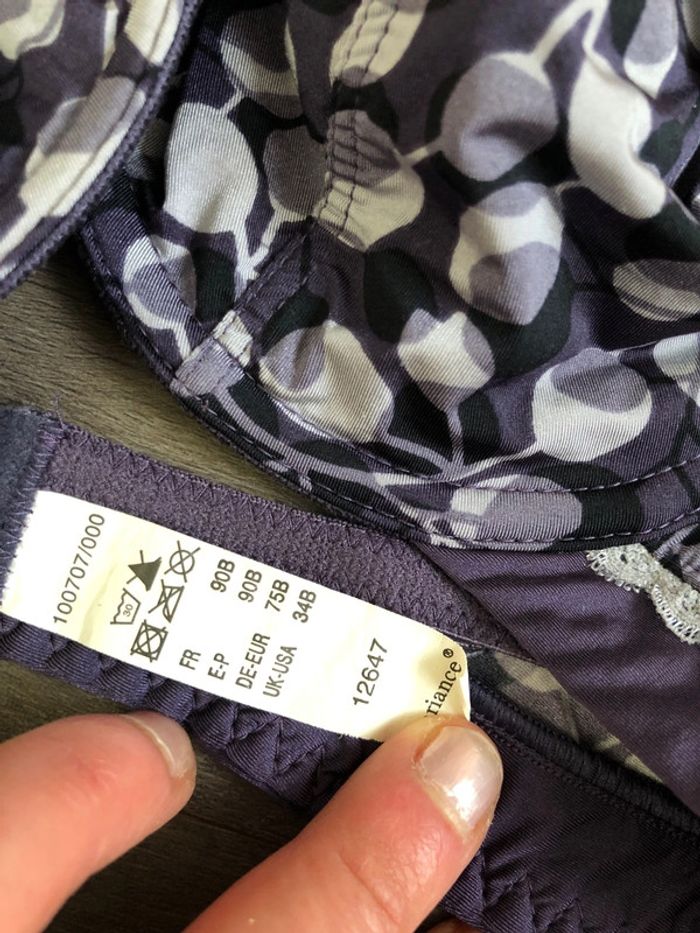 100707/000
30
FR 90B
E-P 90B
DE-EUR 75B
UK-USA 34B
12647
riance®